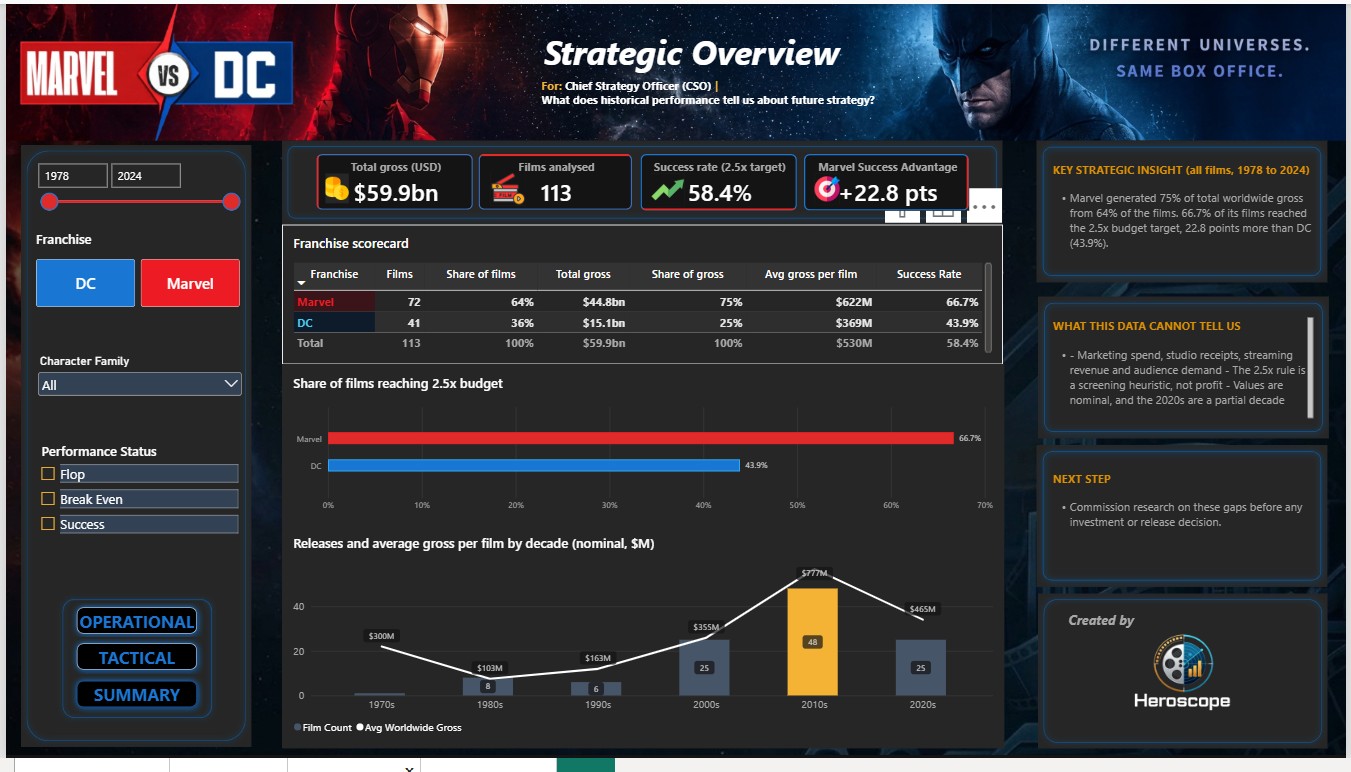 MARVEL VS DC
Strategic Overview
For: Chief Strategy Officer (CSO) |
What does historical performance tell us about future strategy?
DIFFERENT UNIVERSES.
SAME BOX OFFICE.
1978 2024
Franchise
DC Marvel
Character Family
All
Performance Status
Flop
Break Even
Success
OPERATIONAL
TACTICAL
SUMMARY
Total gross (USD)
$59.9bn
Films analysed
113
Success rate (2.5x target)
58.4%
Marvel Success Advantage
+22.8 pts
Franchise scorecard
Franchise Films Share of films Total gross Share of gross Avg gross per film Success Rate
Marvel 72 64% $44.8bn 75% $622M 66.7%
DC 41 36% $15.1bn 25% $369M 43.9%
Total 113 100% $59.9bn 100% $530M 58.4%
Share of films reaching 2.5x budget
Marvel 66.7%
DC 43.9%
0% 10% 20% 30% 40% 50% 60% 70%
Releases and average gross per film by decade (nominal, $M)
40
20
0
$300M $103M $163M $355M $777M $465M
8 6 25 48 25
1970s 1980s 1990s 2000s 2010s 2020s
Film Count Avg Worldwide Gross
KEY STRATEGIC INSIGHT (all films, 1978 to 2024)
• Marvel generated 75% of total worldwide gross
from 64% of the films. 66.7% of its films reached
the 2.5x budget target, 22.8 points more than DC
(43.9%).
WHAT THIS DATA CANNOT TELL US
• - Marketing spend, studio receipts, streaming
revenue and audience demand - The 2.5x rule is
a screening heuristic, not profit - Values are
nominal, and the 2020s are a partial decade
NEXT STEP
• Commission research on these gaps before any
investment or release decision.
Created by
Heroscope